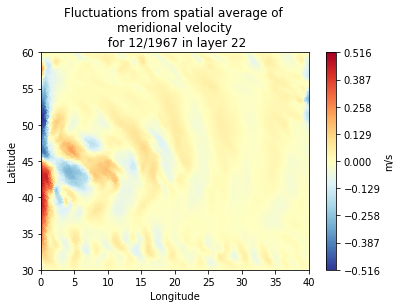 Fluctuations from spatial average of
meridional velocity
for 12/1967 in layer 22
60
55
50
45
40
35
30
Latitude
0 5 10 15 20 25 30 35 40
Longitude
0.516
0.387
0.258
0.129
0.000
−0.129
−0.258
−0.387
−0.516
m/s